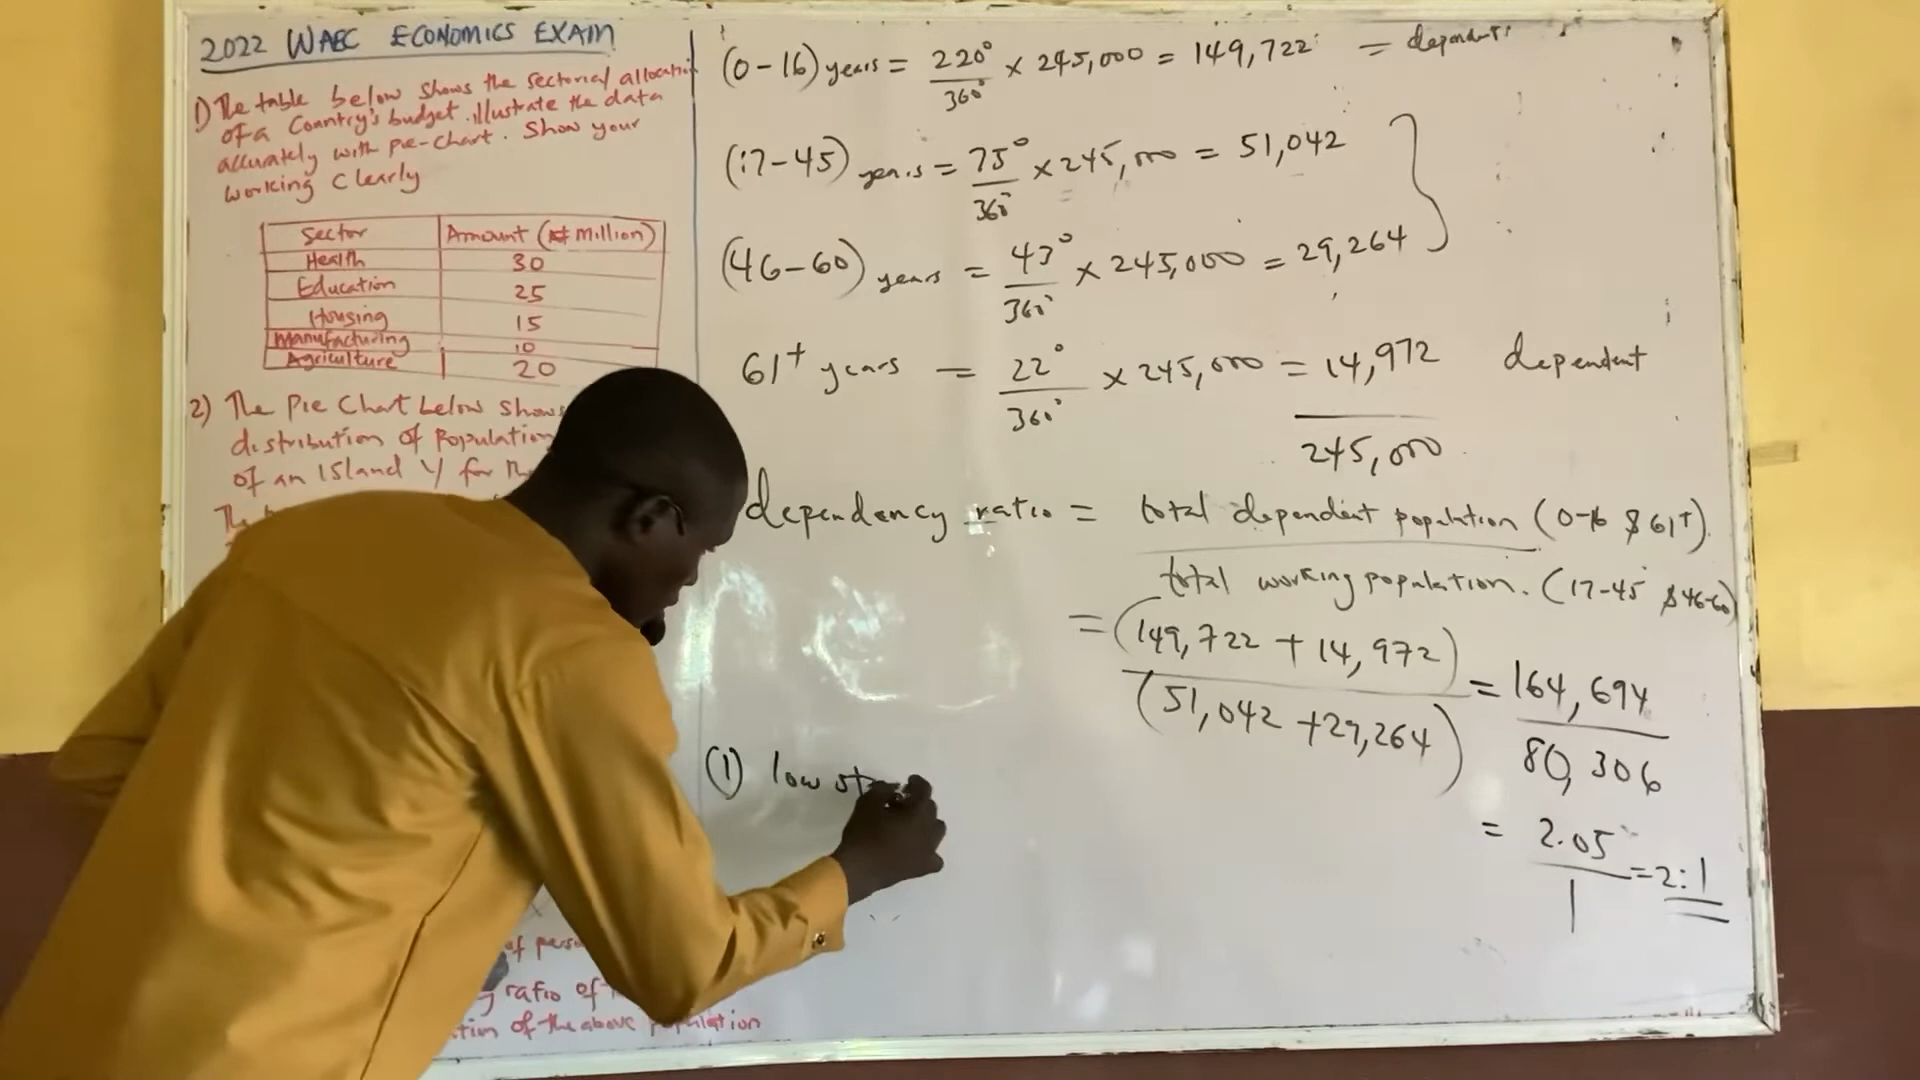 2022 WAEC ECONOMICS EXAM
1) The table below shows the sectorial allocation
of a Country's budget. illustrate the data
accurately with pie-chart. Show your
working clearly
Sector Amount (₦ Million)
Health 30
Education 25
Housing 15
Manufacturing 10
Agriculture 20
2) The Pie Chart below shows
distribution of Population
of an Island Y for the
The
of
ratio of
of the above population
(0-16) years = 220°/360° × 245,000 = 149,722 = dependent
(17-45) years = 75°/360° × 245,000 = 51,042
(46-60) years = 43°/360° × 245,000 = 29,264
61+ years = 22°/360° × 245,000 = 14,972 dependent
245,000
dependency ratio = total dependent population (0-16 & 61+)
total working population. (17-45 & 46-60)
= (149,722 + 14,972)/(51,042 + 29,264) = 164,694/80,306
= 2.05/1 = 2:1
(1) low